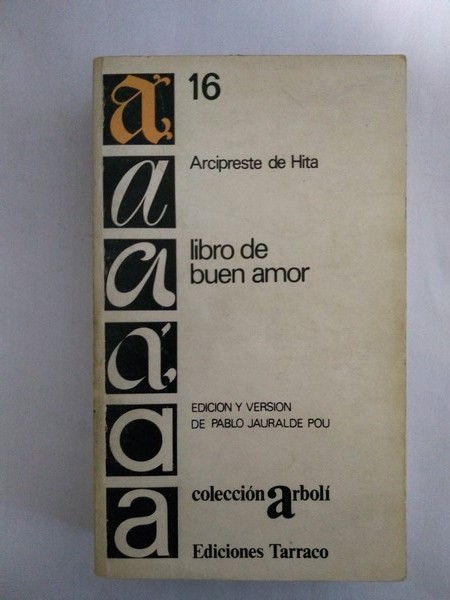 a
16
a
Arcipreste de Hita
a
libro de
buen amor
a
a
EDICION Y VERSION
DE PABLO JAURALDE POU
a
colección arbolí
Ediciones Tarraco